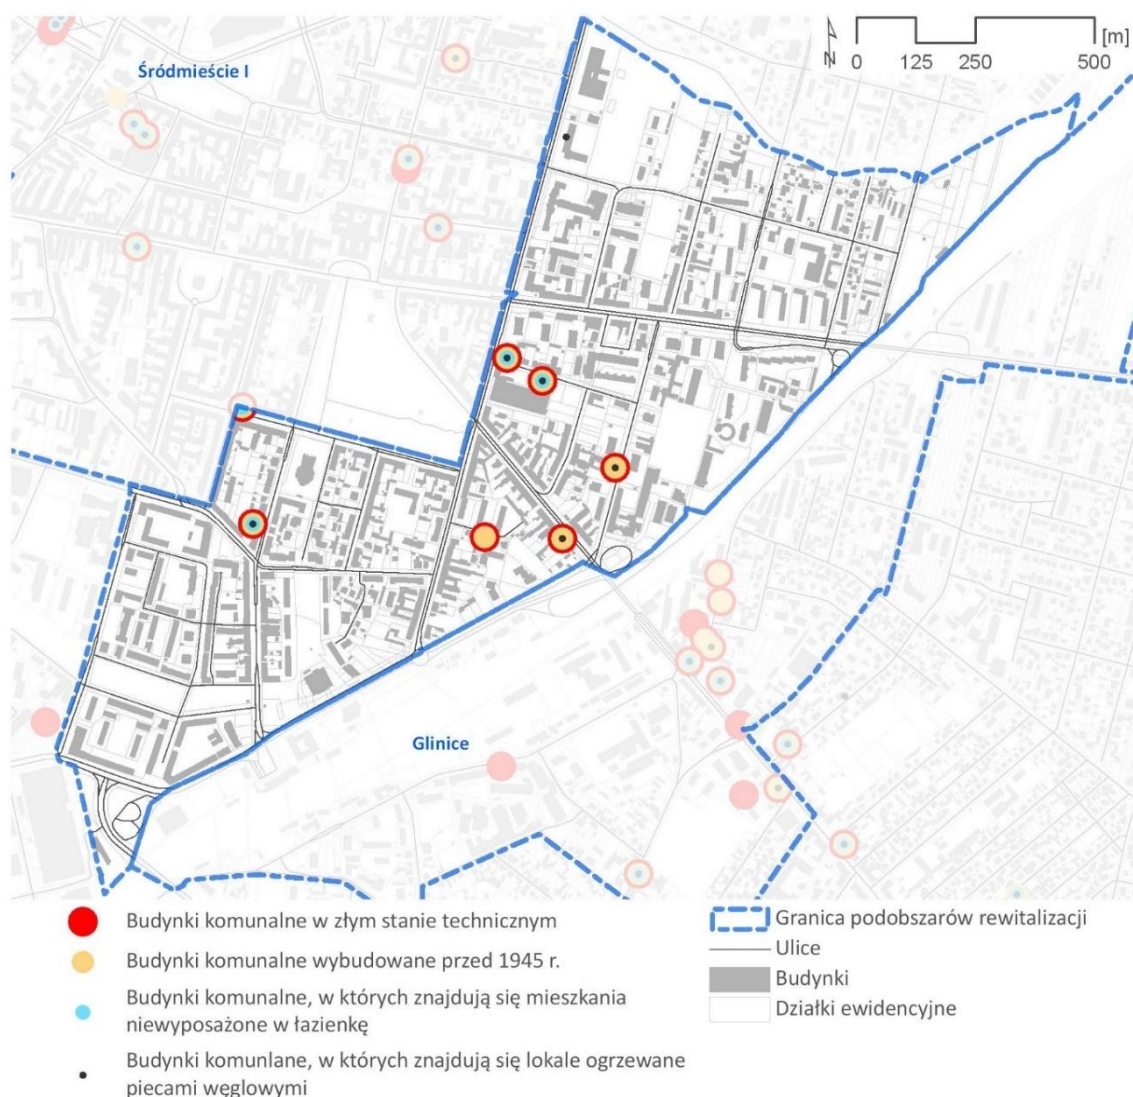 Śródmieście I
N
[m]
0 125 250 500
Glinice
Budynki komunalne w złym stanie technicznym
Budynki komunalne wybudowane przed 1945 r.
Budynki komunalne, w których znajdują się mieszkania
niewyposażone w łazienkę
Budynki komunlane, w których znajdują się lokale ogrzewane
piecami węglowymi
Granica podobszarów rewitalizacji
Ulice
Budynki
Działki ewidencyjne